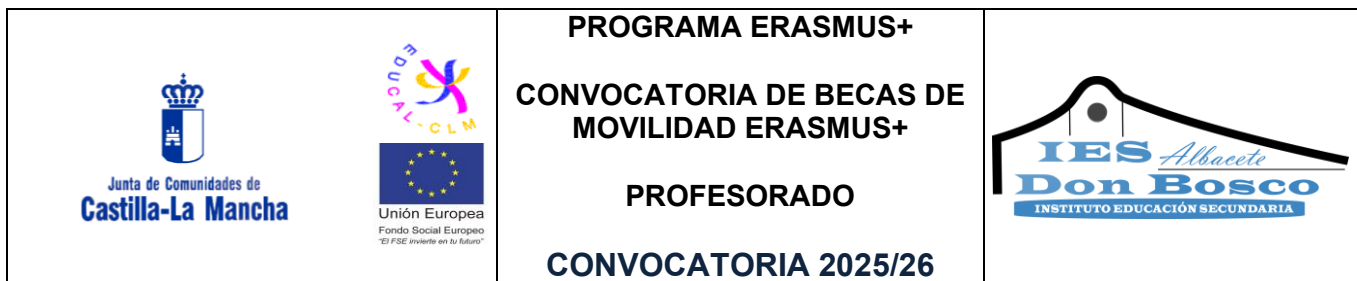 Junta de Comunidades de
Castilla-La Mancha
EDUCAL-CLM
Unión Europea
Fondo Social Europeo
"El FSE invierte en tu futuro"
PROGRAMA ERASMUS+
CONVOCATORIA DE BECAS DE
MOVILIDAD ERASMUS+
PROFESORADO
CONVOCATORIA 2025/26
IES Albacete
Don Bosco
INSTITUTO EDUCACIÓN SECUNDARIA